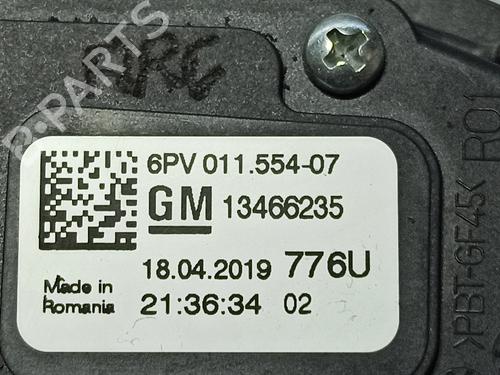 B-PARTS
6PV 011.554-07
GM 13466235
18.04.2019 776U
Made in
Romania
21:36:34 02
>PBT-GF45< R01